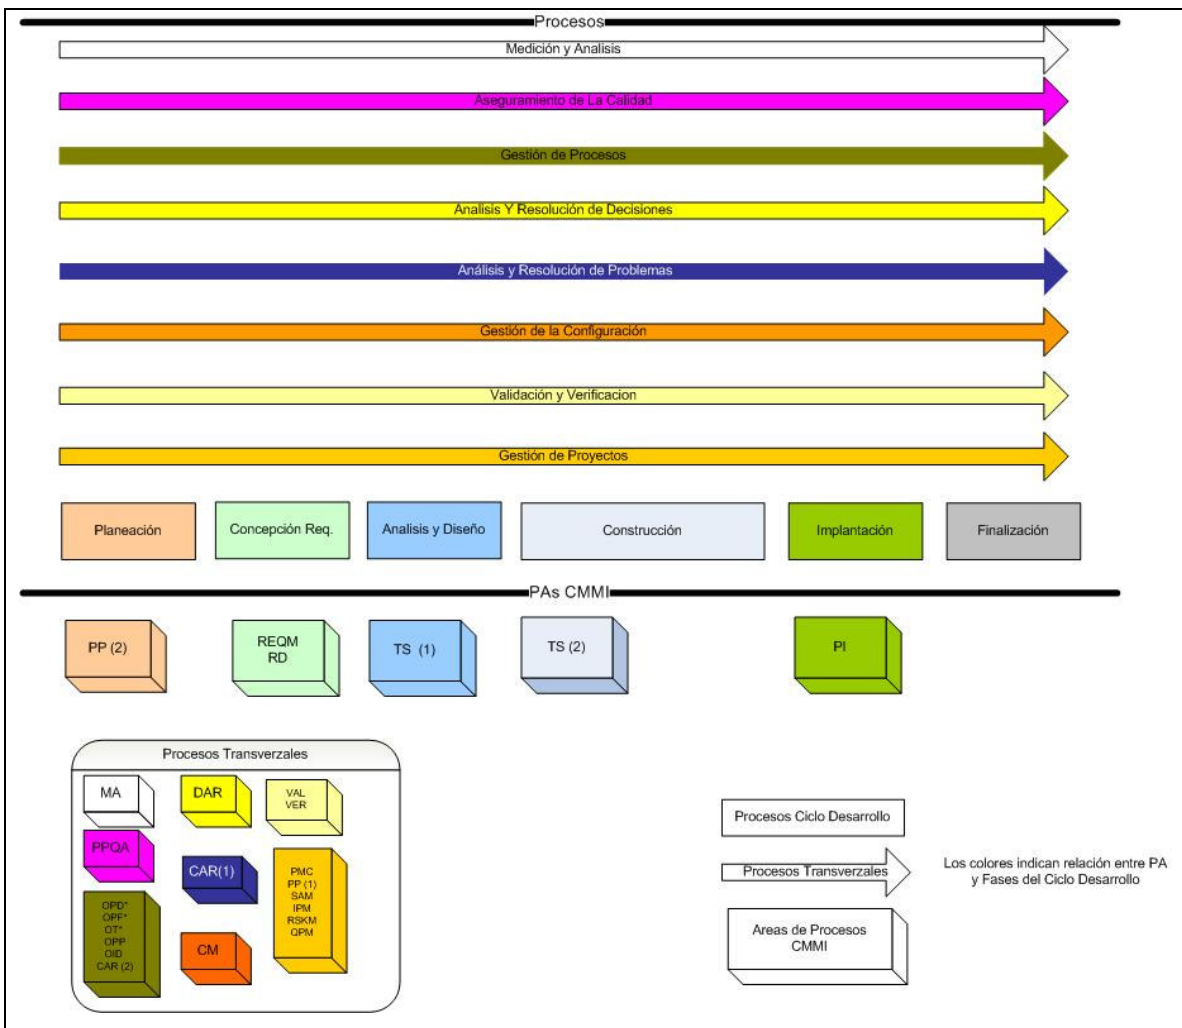 Procesos
Medición y Analisis
Aseguramiento de La Calidad
Gestión de Procesos
Analisis Y Resolución de Decisiones
Análisis y Resolución de Problemas
Gestión de la Configuración
Validación y Verificacion
Gestión de Proyectos
Planeación
Concepción Req.
Analisis y Diseño
Construcción
Implantación
Finalización
PAs CMMI
PP (2)
REQM
RD
TS (1)
TS (2)
PI
Procesos Transverzales
MA
DAR
VAL
VER
PPQA
CAR(1)
PMC
PP (1)
SAM
IPM
RSKM
QPM
OPD*
OPF*
OT*
OPP
OID
CAR (2)
CM
Procesos Ciclo Desarrollo
Procesos Transverzales
Los colores indican relación entre PA
y Fases del Ciclo Desarrollo
Areas de Procesos
CMMI